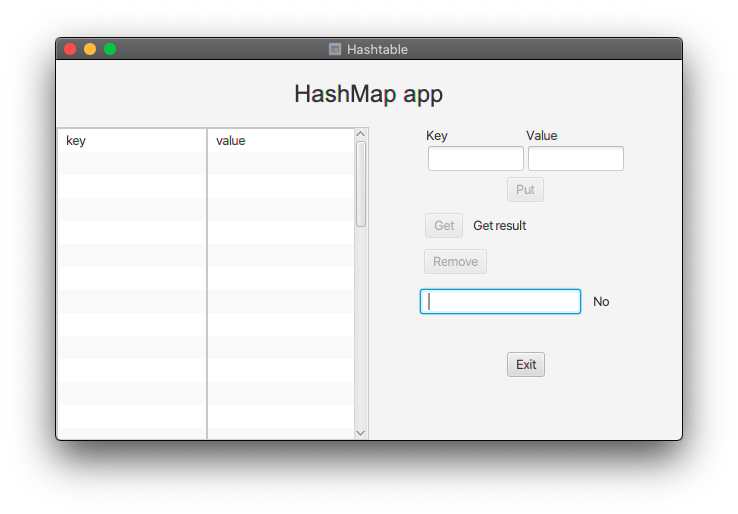 Hashtable
HashMap app
key value
Key Value
Put
Get Get result
Remove
No
Exit